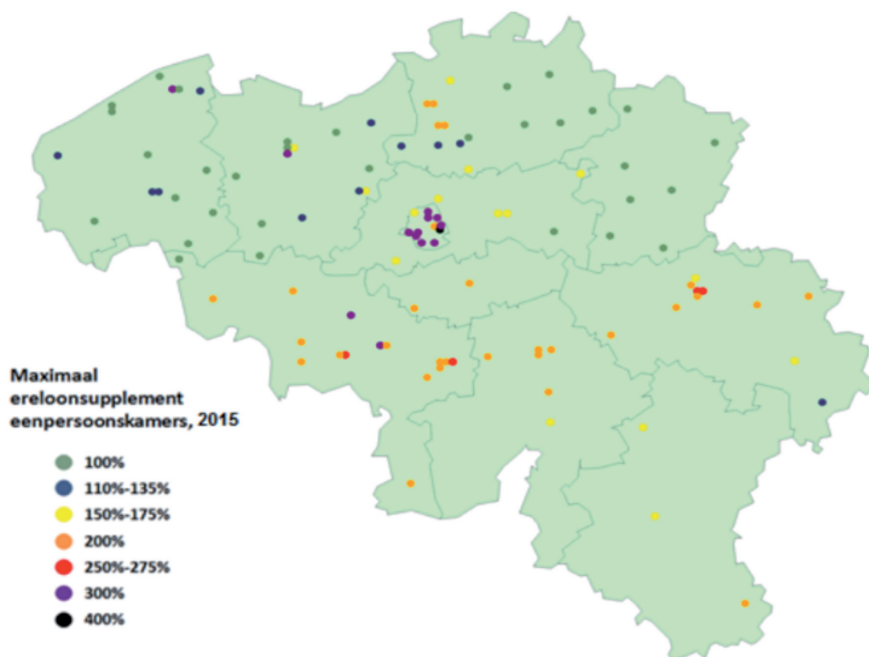 Maximaal
ereloonsupplement
eenpersoonskamers, 2015
100%
110%-135%
150%-175%
200%
250%-275%
300%
400%